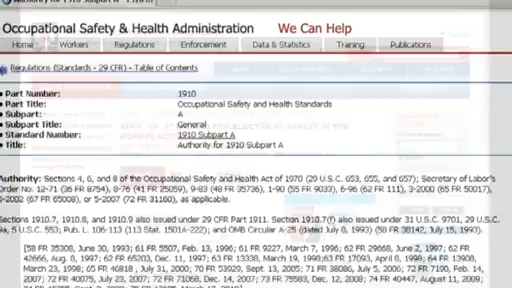 Occupational Safety & Health Administration We Can Help
Home Workers Regulations Enforcement Data & Statistics Training Publications
Regulations (Standards - 29 CFR) - Table of Contents
• Part Number: 1910
• Part Title: Occupational Safety and Health Standards
• Subpart: A
• Subpart Title: General
• Standard Number: 1910 Subpart A
• Title: Authority for 1910 Subpart A
Authority: Sections 4, 6, and 8 of the Occupational Safety and Health Act of 1970 (29 U.S.C. 653, 655, and 657); Secretary of Labor's
Order No. 12-71 (36 FR 8754), 8-76 (41 FR 25059), 9-83 (48 FR 35736), 1-90 (55 FR 9033), 6-96 (62 FR 111), 3-2000 (65 FR 50017),
5-2002 (67 FR 65008), or 5-2007 (72 FR 31160), as applicable.
Sections 1910.7, 1910.8, and 1910.9 also issued under 29 CFR Part 1911. Section 1910.7(f) also issued under 31 U.S.C. 9701, 29 U.S.C.
9a, 5 U.S.C. 553; Pub. L. 106-113 (113 Stat. 1501A-222); and OMB Circular A-25 (dated July 8, 1993) (58 FR 38142, July 15, 1993).
[58 FR 35308, June 30, 1993; 61 FR 5507, Feb. 13, 1996; 61 FR 9227, March 7, 1996; 62 FR 29668, June 2, 1997; 62 FR
42666, Aug. 8, 1997; 62 FR 65203, Dec. 11, 1997; 63 FR 13338, March 19, 1998; 63 FR 17093, April 8, 1998; 64 FR 13908,
March 23, 1998; 65 FR 46818, July 31, 2000; 70 FR 53929, Sept. 13, 2005; 71 FR 38086, July 5, 2006; 72 FR 7190, Feb. 14,
2007; 72 FR 40075, July 23, 2007; 72 FR 71068, Dec. 14, 2007; 73 FR 75583, Dec. 12, 2008; 74 FR 40447, August 11, 2009;